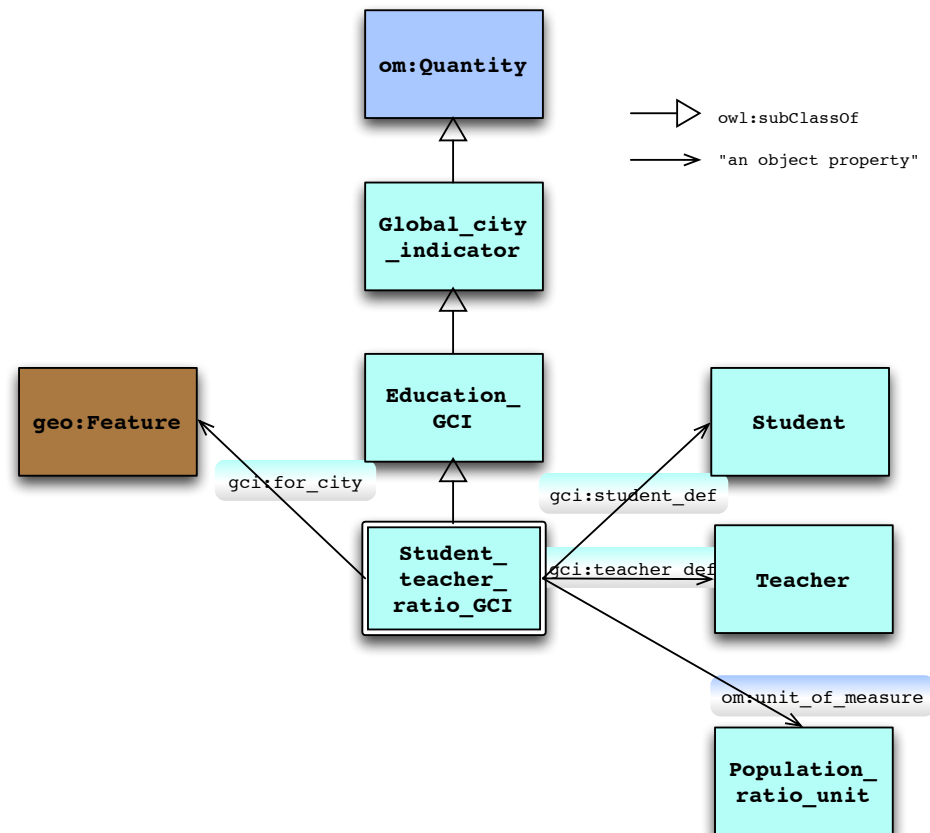 om:Quantity
owl:subClassOf
"an object property"
Global_city
_indicator
geo:Feature
Education_
GCI
Student
gci:for_city
gci:student_def
Student_
teacher_
ratio_GCI
gci:teacher_def
Teacher
om:unit_of_measure
Population_
ratio_unit